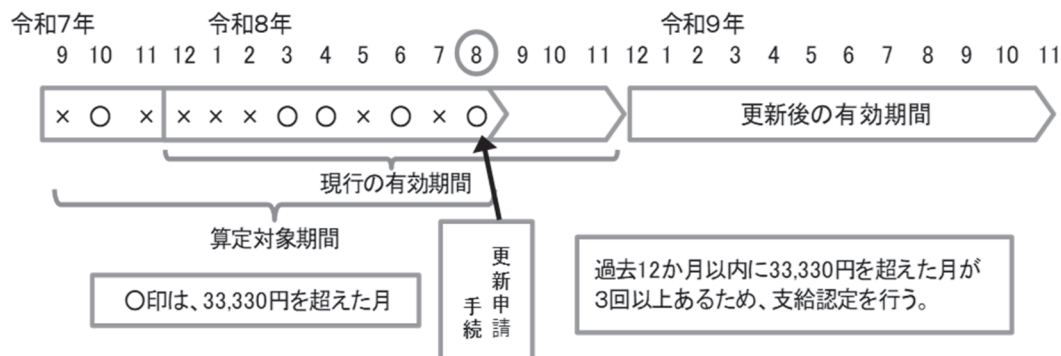 令和7年 令和8年 令和9年
9 10 11 12 1 2 3 4 5 6 7 8 9 10 11 12 1 2 3 4 5 6 7 8 9 10 11
× ○ × × × × ○ ○ × ○ × ○
更新後の有効期間
現行の有効期間
算定対象期間
更新申請
手続
○印は、33,330円を超えた月
過去12か月以内に33,330円を超えた月が
3回以上あるため、支給認定を行う。